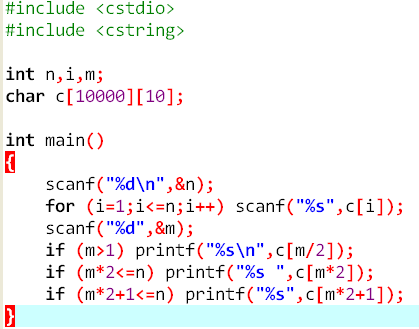 #include <cstdio>
#include <cstring>
int n,i,m;
char c[10000][10];
int main()
{
scanf("%d\n",&n);
for (i=1;i<=n;i++) scanf("%s",c[i]);
scanf("%d",&m);
if (m>1) printf("%s\n",c[m/2]);
if (m*2<=n) printf("%s ",c[m*2]);
if (m*2+1<=n) printf("%s",c[m*2+1]);
}